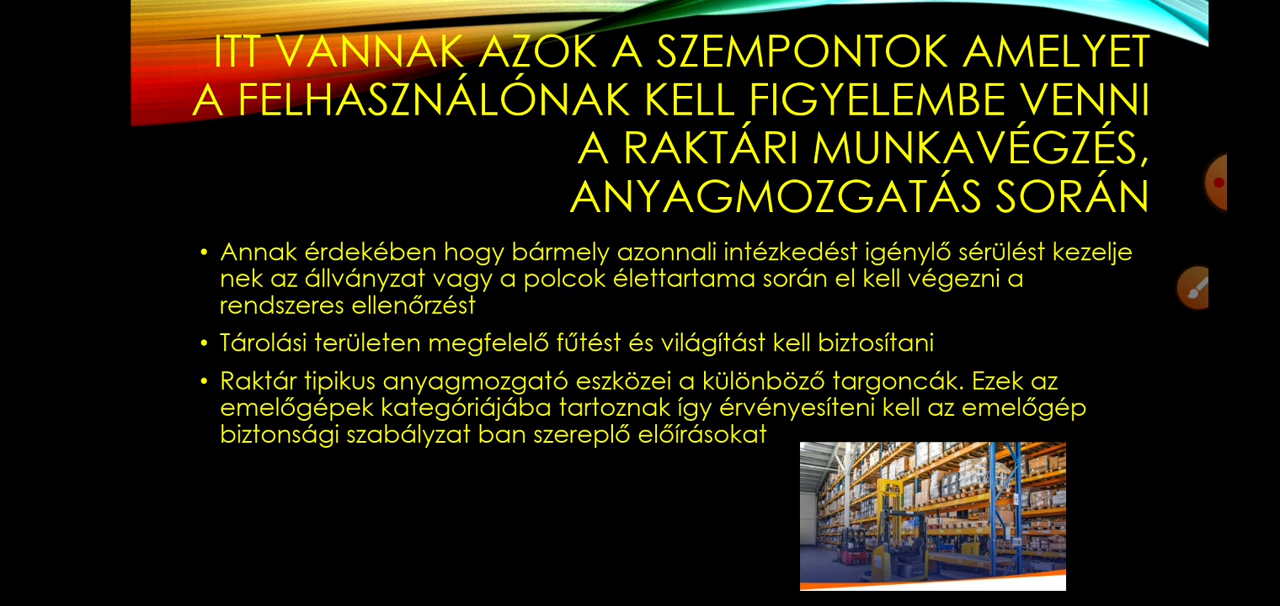 ITT VANNAK AZOK A SZEMPONTOK AMELYET
A FELHASZNÁLÓNAK KELL FIGYELEMBE VENNI
A RAKTÁRI MUNKAVÉGZÉS,
ANYAGMOZGATÁS SORÁN
• Annak érdekében hogy bármely azonnali intézkedést igénylő sérülést kezelje
nek az állványzat vagy a polcok élettartama során el kell végezni a
rendszeres ellenőrzést
• Tárolási területen megfelelő fűtést és világítást kell biztosítani
• Raktár tipikus anyagmozgató eszközei a különböző targoncák. Ezek az
emelőgépek kategóriájába tartoznak így érvényesíteni kell az emelőgép
biztonsági szabályzat ban szereplő előírásokat